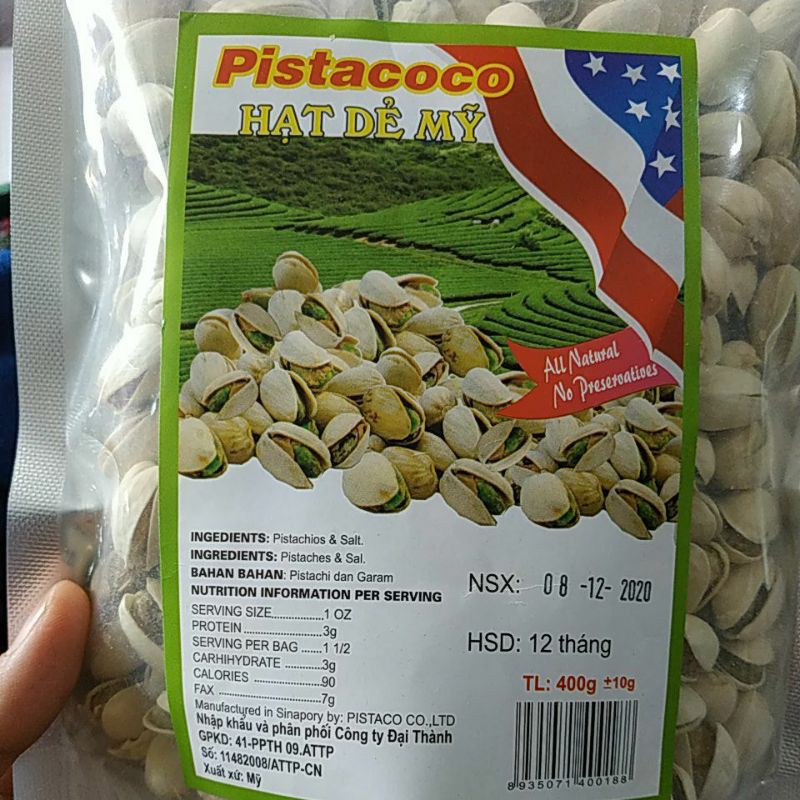 Pistacoco
HẠT DẺ MỸ
All Natural
No Preservatives
INGEDIENTS: Pistachios & Salt.
INGREDIENTS: Pistaches & Sal.
BAHAN BAHAN: Pistachi dan Garam
NUTRITION INFORMATION PER SERVING
SERVING SIZE....................1 OZ
PROTEIN..............................3g
SERVING PER BAG ......1 1/2
CARHIHYDRATE ............3g
CALORIES ..........................90
FAX ....................................7g
Manufactyred in Sinapory by: PISTACO CO.,LTD
Nhập khẩu và phân phối Công ty Đại Thành
GPKD: 41-PPTH 09.ATTP
Số: 11482008/ATTP-CN
Xuất xứ: Mỹ
NSX: 08 -12- 2020
HSD: 12 tháng
TL: 400g ±10g
8935071400188